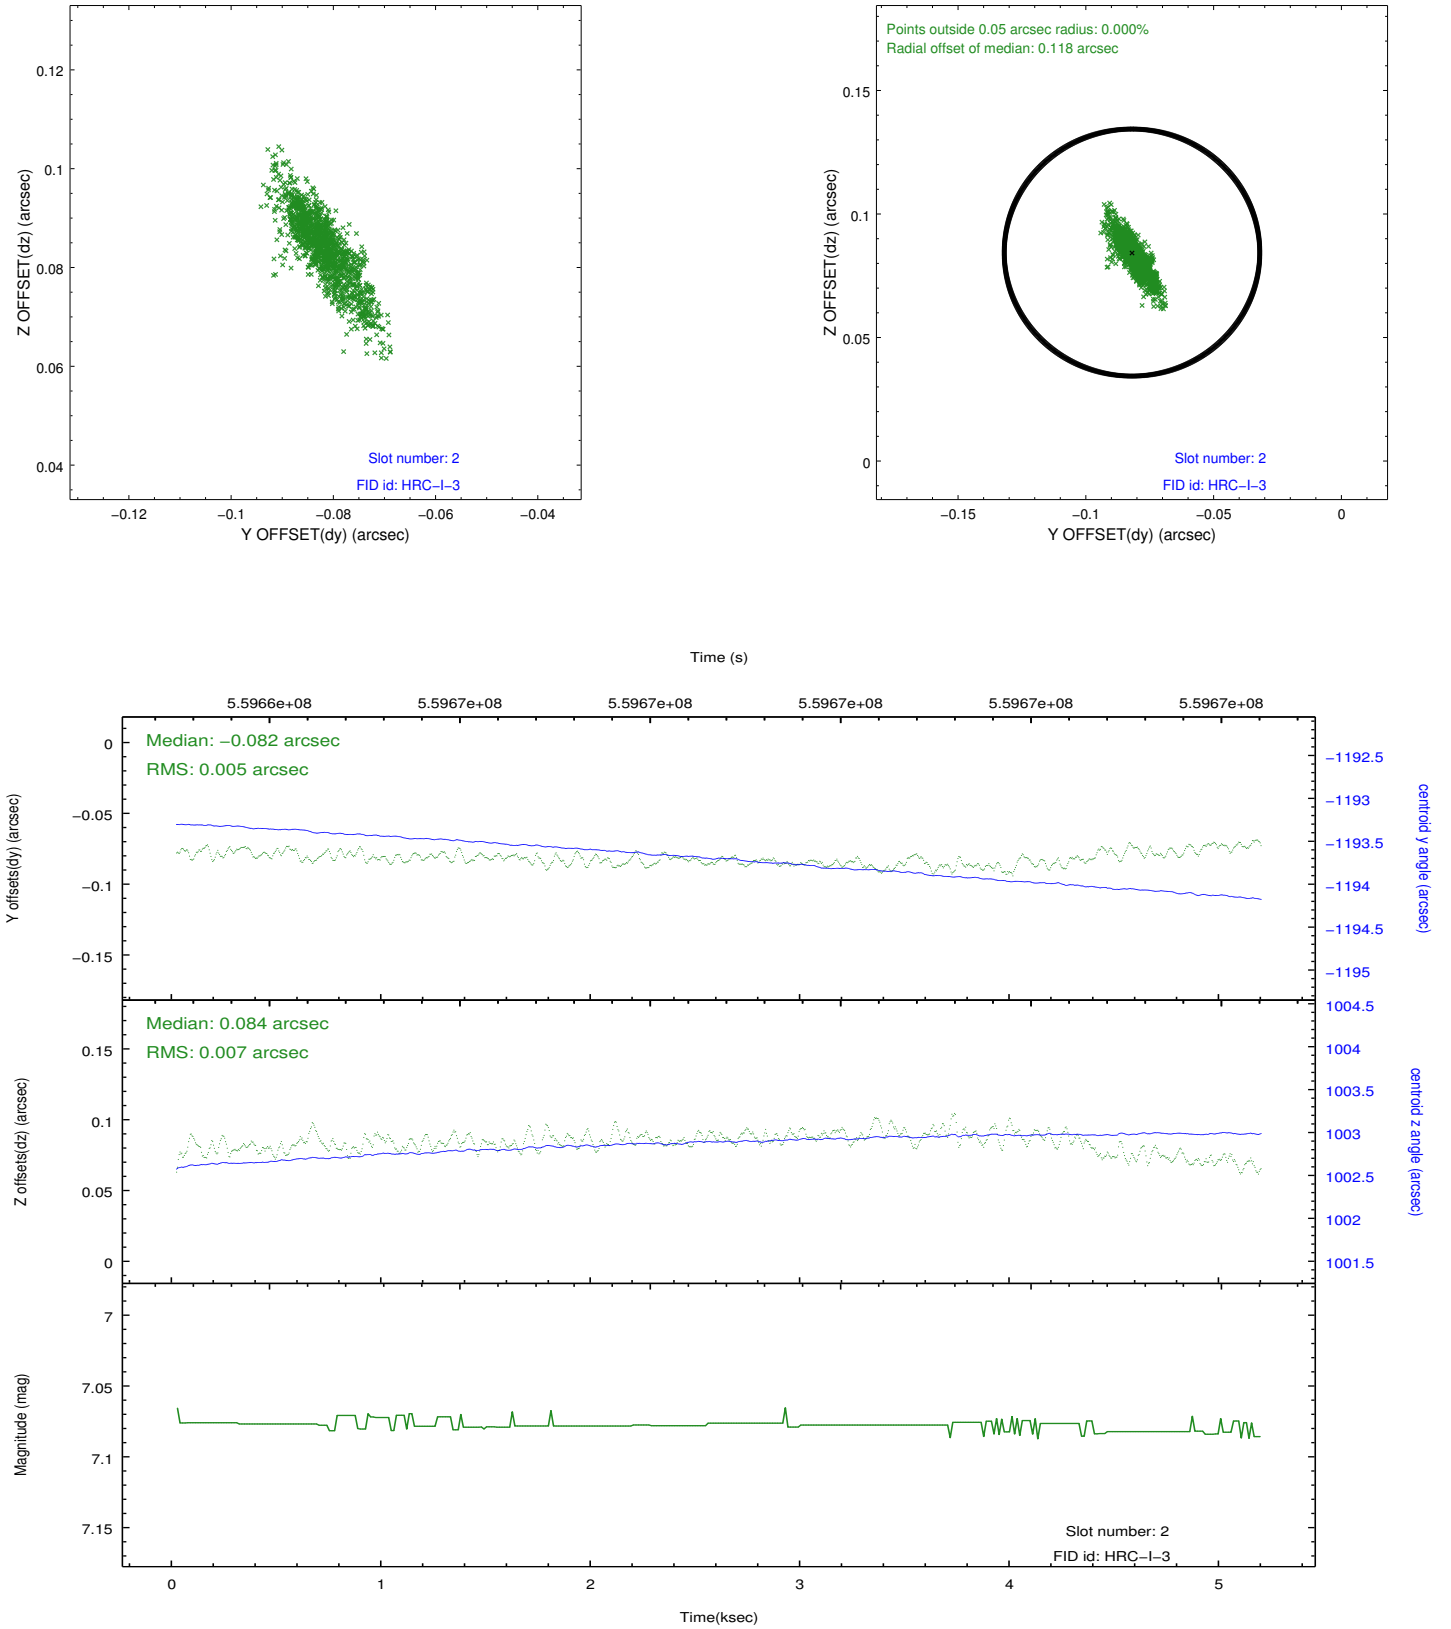 0.12
0.1
0.08
0.06
0.04
Z OFFSET(dz) (arcsec)
Slot number: 2
FID id: HRC−I−3
−0.12 −0.1 −0.08 −0.06 −0.04
Y OFFSET(dy) (arcsec)
Points outside 0.05 arcsec radius: 0.000%
Radial offset of median: 0.118 arcsec
0.15
0.1
0.05
0
Z OFFSET(dz) (arcsec)
Slot number: 2
FID id: HRC−I−3
−0.15 −0.1 −0.05 0
Y OFFSET(dy) (arcsec)
Time (s)
5.5966e+08 5.5967e+08 5.5967e+08 5.5967e+08 5.5967e+08 5.5967e+08
Median: −0.082 arcsec
RMS: 0.005 arcsec
0
−0.05
−0.1
−0.15
Y offsets(dy) (arcsec)
−1192.5
−1193
−1193.5
−1194
−1194.5
−1195
centroid y angle (arcsec)
Median: 0.084 arcsec
RMS: 0.007 arcsec
0.15
0.1
0.05
0
Z offsets(dz) (arcsec)
1004.5
1004
1003.5
1003
1002.5
1002
1001.5
centroid z angle (arcsec)
7
7.05
7.1
7.15
Magnitude (mag)
Slot number: 2
FID id: HRC−I−3
0 1 2 3 4 5
Time(ksec)